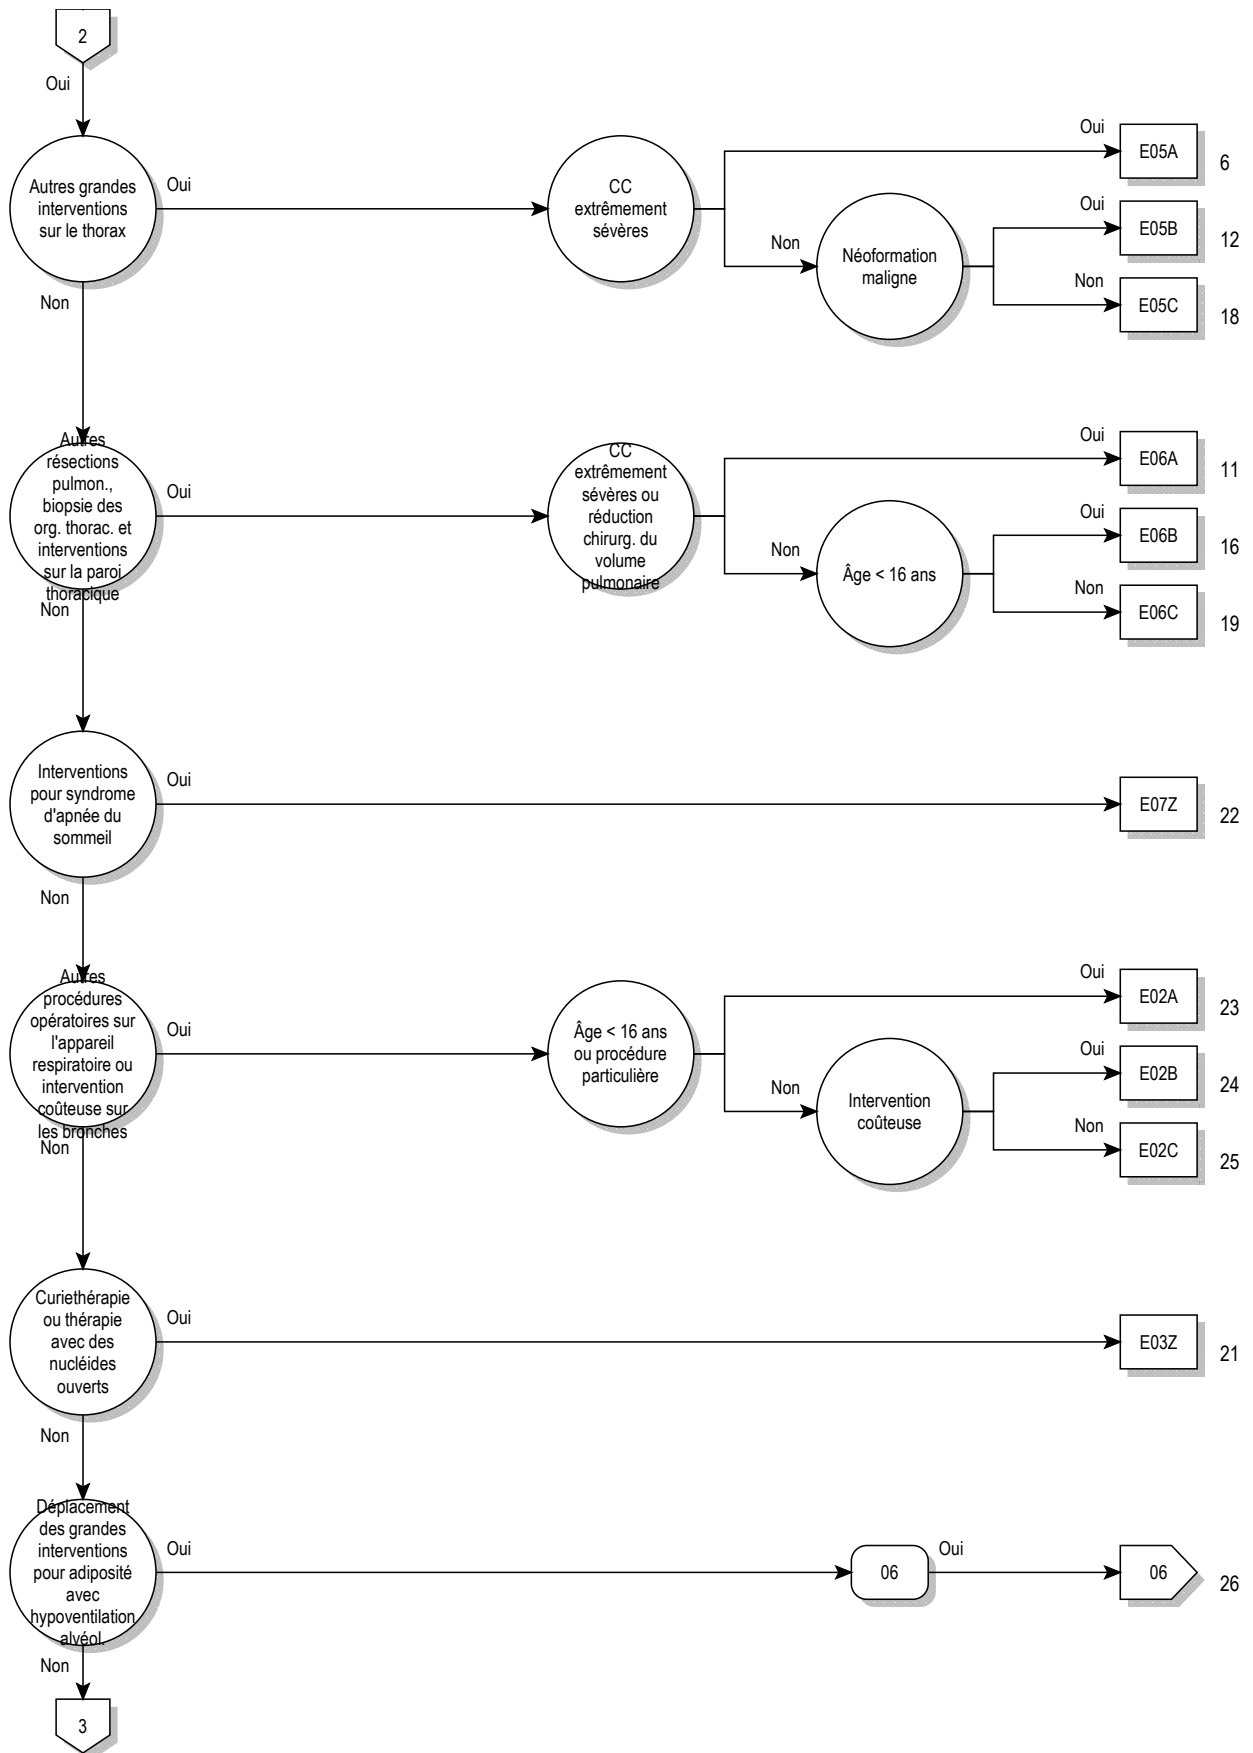 2
Oui
Autres grandes
interventions
sur le thorax
Oui
CC
extrêmement
sévères
Oui
E05A
6
Non
Néoformation
maligne
Oui
E05B
12
Non
E05C
18
Non
Autres
résections
pulmon.,
biopsie des
org. thorac. et
interventions
sur la paroi
thoracique
Oui
CC
extrêmement
sévères ou
réduction
chirurg. du
volume
pulmonaire
Oui
E06A
11
Non
Âge < 16 ans
Oui
E06B
16
Non
E06C
19
Non
Interventions
pour syndrome
d'apnée du
sommeil
Oui
E07Z
22
Non
Autres
procédures
opératoires sur
l'appareil
respiratoire ou
intervention
coûteuse sur
les bronches
Oui
Âge < 16 ans
ou procédure
particulière
Oui
E02A
23
Non
Intervention
coûteuse
Oui
E02B
24
Non
E02C
25
Non
Curiethérapie
ou thérapie
avec des
nucléides
ouverts
Oui
E03Z
21
Non
Déplacement
des grandes
interventions
pour adiposité
avec
hypoventilation
alvéol.
Oui
06
Oui
06
26
Non
3